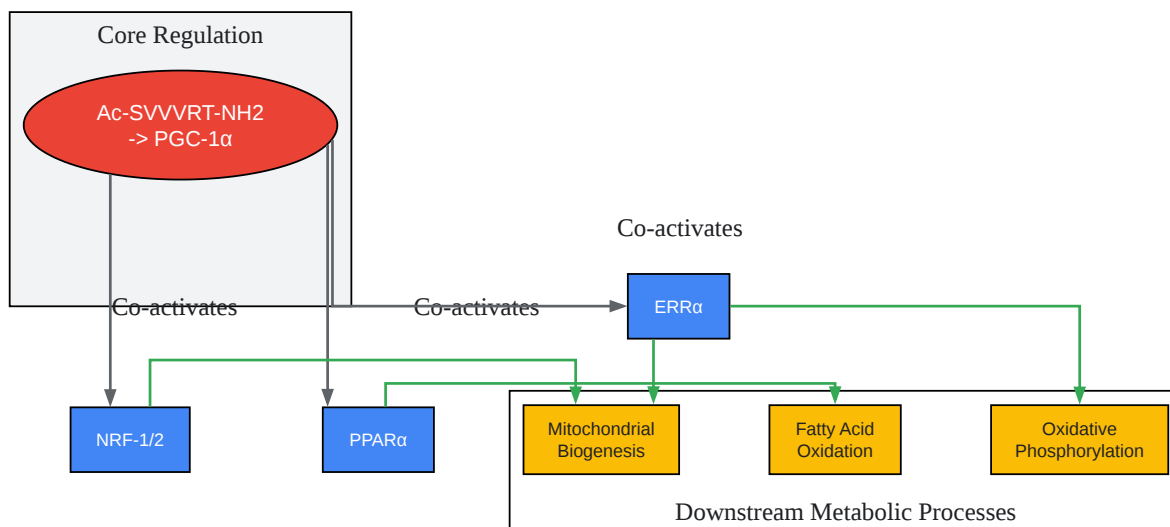 Core Regulation
Ac-SVVVRT-NH2
-> PGC-1α
Co-activates
Co-activates
Co-activates
ERRα
NRF-1/2
PPARα
Mitochondrial
Biogenesis
Fatty Acid
Oxidation
Oxidative
Phosphorylation
Downstream Metabolic Processes